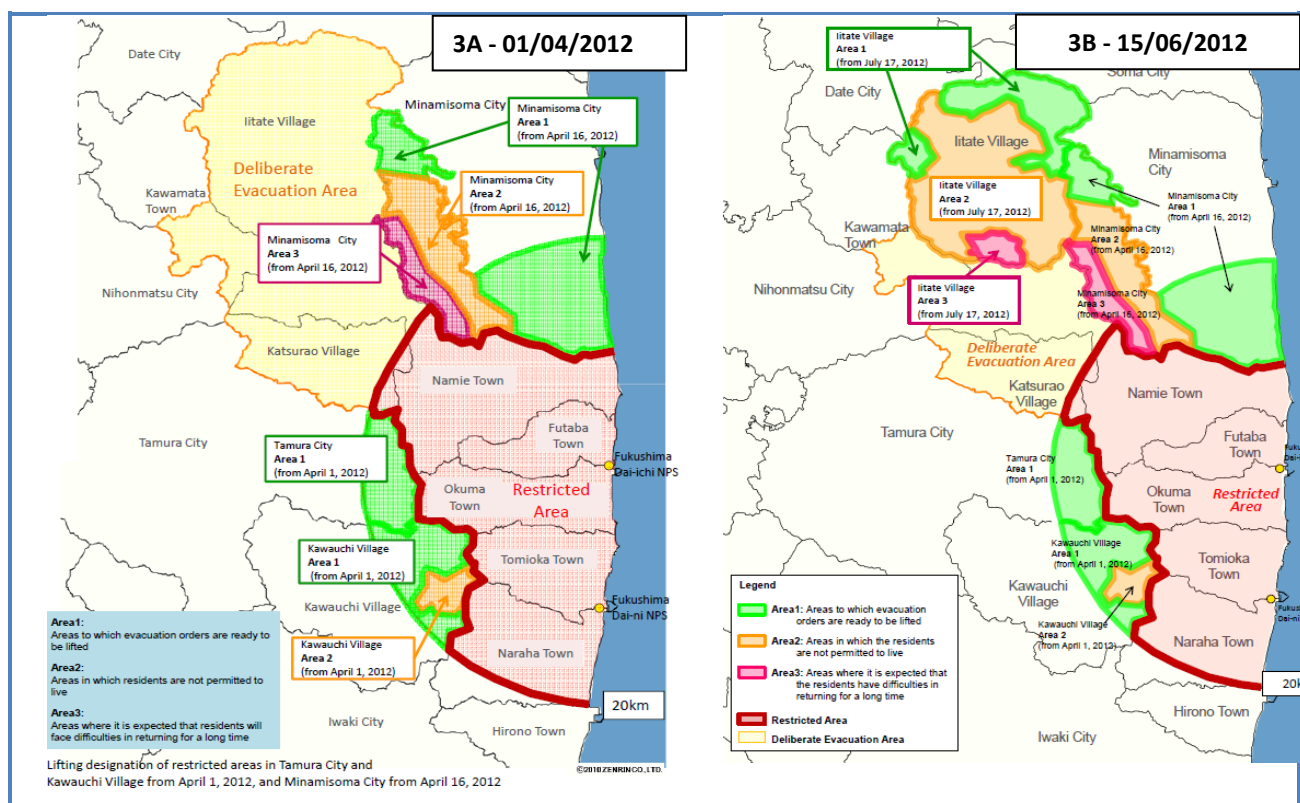 3A - 01/04/2012
Date City
Minamisoma City
Minamisoma City
Area 1
(from April 16, 2012)
Iitate Village
Deliberate
Evacuation Area
Minamisoma City
Area 2
(from April 16, 2012)
Kawamata
Town
Minamisoma City
Area 3
(from April 16, 2012)
Nihonmatsu City
Katsurao Village
Namie Town
Tamura City
Tamura City
Area 1
(from April 1, 2012)
Futaba
Town
Fukushima
Dai-ichi NPS
Okuma
Town
Restricted
Area
Kawauchi Village
Area 1
(from April 1, 2012)
Tomioka Town
Kawauchi Village
Fukushima
Dai-ni NPS
Kawauchi Village
Area 2
(from April 1, 2012)
Naraha Town
Area1:
Areas to which evacuation orders are ready to
be lifted
Area2:
Areas in which residents are not permitted to
live
Area3:
Areas where it is expected that residents will
face difficulties in returning for a long time
20km
Iwaki City
Hirono Town
©2010ZENRINCO.,LTD.
Lifting designation of restricted areas in Tamura City and
Kawauchi Village from April 1, 2012, and Minamisoma City from April 16, 2012
3B - 15/06/2012
Iitate Village
Area 1
(from July 17, 2012)
Soma City
Date City
Iitate Village
Minamisoma
City
Iitate Village
Area 2
(from July 17, 2012)
Minamisoma City
Area 1
(from April 16, 2012)
Kawamata
Town
Minamisoma City
Area 2
(from April 16, 2012)
Nihonmatsu City
Iitate Village
Area 3
(from July 17, 2012)
Minamisoma City
Area 3
(from April 16, 2012)
Deliberate Evacuation Area
Katsurao
Village
Namie Town
Tamura City
Futaba
Town
Tamura City
Area 1
(from April 1, 2012)
Okuma
Town
Restricted
Area
Kawauchi Village
Area 1
(from April 1, 2012)
Tomioka
Town
Kawauchi
Village
Kawauchi Village
Area 2
(from April 1, 2012)
Naraha Town
20k
Hirono Town
Iwaki City
Legend
Area1: Areas to which evacuation
orders are ready to be lifted
Area2: Areas in which the residents
are not permitted to live
Area3: Areas where it is expected that
the residents have difficulties in
returning for a long time
Restricted Area
Deliberate Evacuation Area